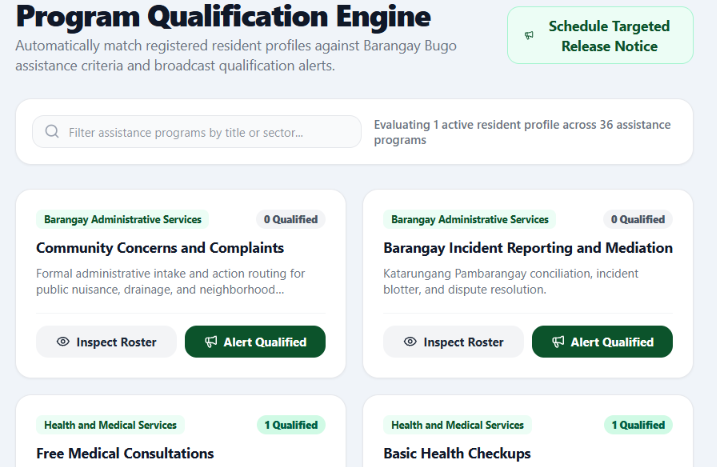 Program Qualification Engine
Automatically match registered resident profiles against Barangay Bugo
assistance criteria and broadcast qualification alerts.
Schedule Targeted
Release Notice
Filter assistance programs by title or sector...
Evaluating 1 active resident profile across 36 assistance
programs
Barangay Administrative Services
0 Qualified
Community Concerns and Complaints
Formal administrative intake and action routing for
public nuisance, drainage, and neighborhood...
Inspect Roster
Alert Qualified
Barangay Administrative Services
0 Qualified
Barangay Incident Reporting and Mediation
Katarungang Pambarangay conciliation, incident
blotter, and dispute resolution.
Inspect Roster
Alert Qualified
Health and Medical Services
1 Qualified
Free Medical Consultations
Health and Medical Services
1 Qualified
Basic Health Checkups